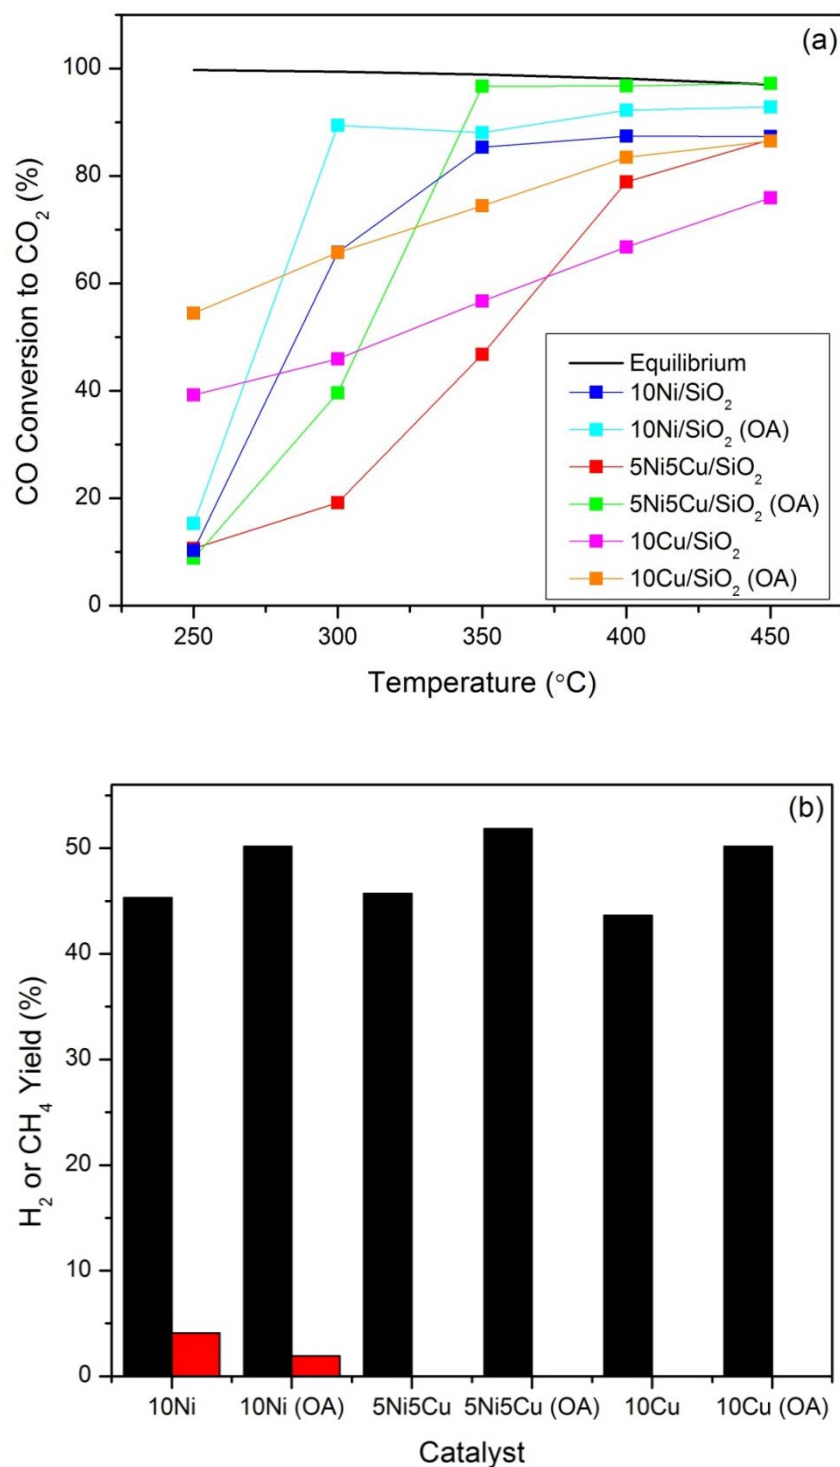 (a)
CO Conversion to CO2 (%)
100
80
60
40
20
0
Equilibrium
10Ni/SiO2
10Ni/SiO2 (OA)
5Ni5Cu/SiO2
5Ni5Cu/SiO2 (OA)
10Cu/SiO2
10Cu/SiO2 (OA)
250 300 350 400 450
Temperature (°C)
(b)
H2 or CH4 Yield (%)
50
40
30
20
10
0
10Ni 10Ni (OA) 5Ni5Cu 5Ni5Cu (OA) 10Cu 10Cu (OA)
Catalyst